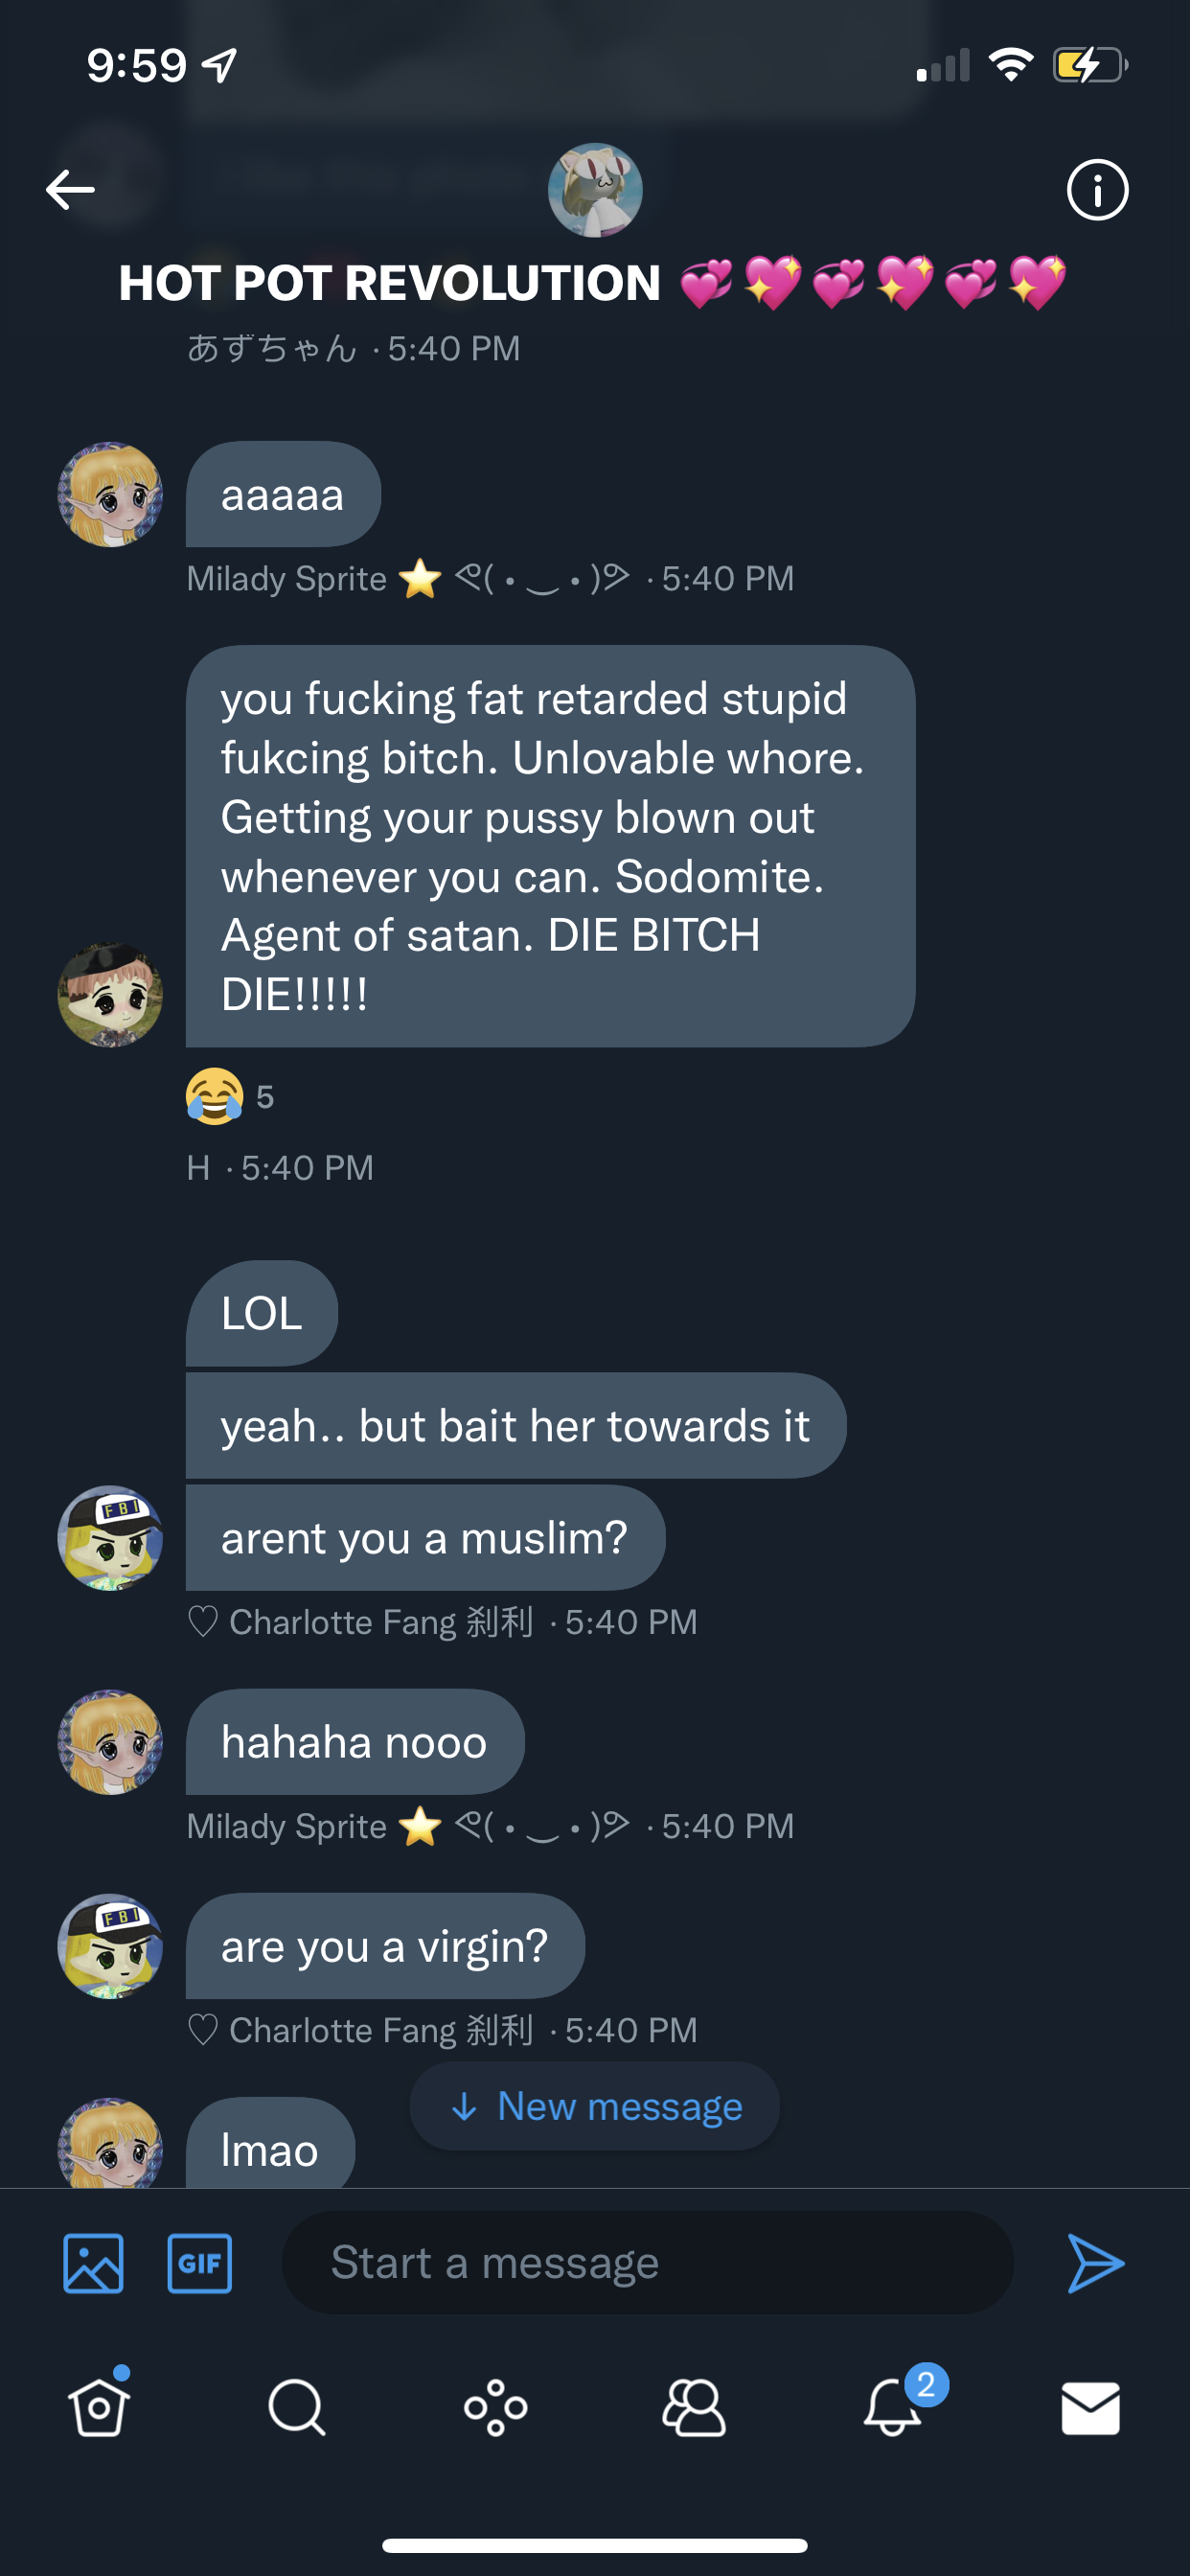 9:59
HOT POT REVOLUTION 💞💖💞💖💞💖
あずちゃん · 5:40 PM
aaaaa
Milady Sprite ⭐ ᕙ( • ‿ • )ᕗ · 5:40 PM
you fucking fat retarded stupid
fukcing bitch. Unlovable whore.
Getting your pussy blown out
whenever you can. Sodomite.
Agent of satan. DIE BITCH
DIE!!!!!
😂 5
H · 5:40 PM
LOL
yeah.. but bait her towards it
FBI
arent you a muslim?
♡ Charlotte Fang 刹利 · 5:40 PM
hahaha nooo
Milady Sprite ⭐ ᕙ( • ‿ • )ᕗ · 5:40 PM
FBI
are you a virgin?
♡ Charlotte Fang 刹利 · 5:40 PM
↓ New message
lmao
GIF
Start a message
2